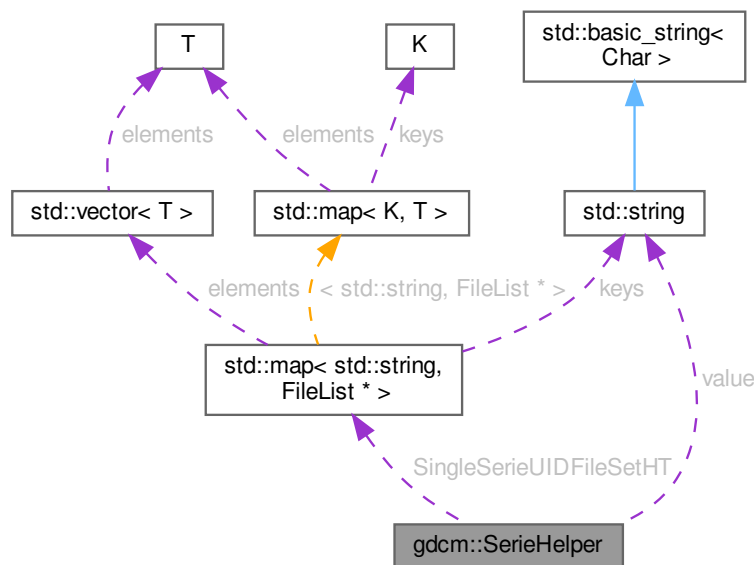 T
K
std::basic_string<
Char >
elements
elements
keys
std::vector< T >
std::map< K, T >
std::string
elements
< std::string, FileList * >
keys
std::map< std::string,
FileList * >
value
SingleSerieUIDFileSetHT
gdcm::SerieHelper